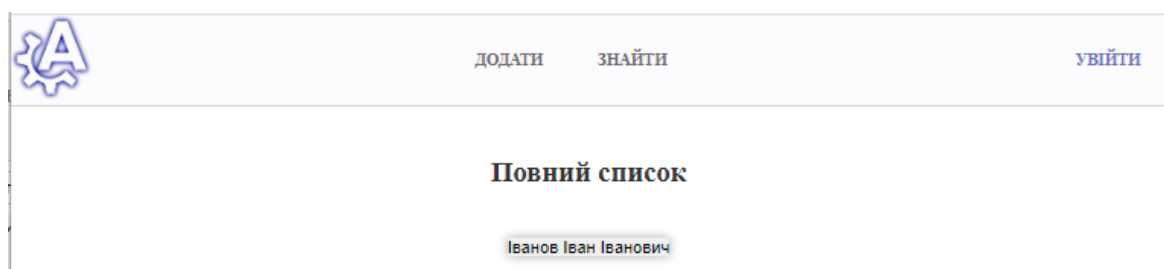 А
ДОДАТИ ЗНАЙТИ УВІЙТИ
Повний список
Іванов Іван Іванович